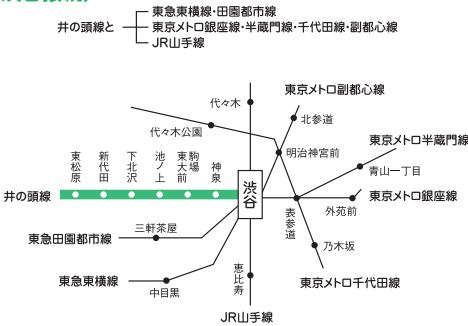 東急東横線・田園都市線
井の頭線と
東京メトロ銀座線・半蔵門線・千代田線・副都心線
JR山手線
代々木
東京メトロ副都心線
北参道
代々木公園
東京メトロ半蔵門線
明治神宮前
青山一丁目
東松原
新代田
下北沢
池ノ上
駒場東大前
神泉
渋谷
井の頭線
表参道
外苑前
東京メトロ銀座線
三軒茶屋
東急田園都市線
乃木坂
恵比寿
東急東横線
中目黒
東京メトロ千代田線
JR山手線